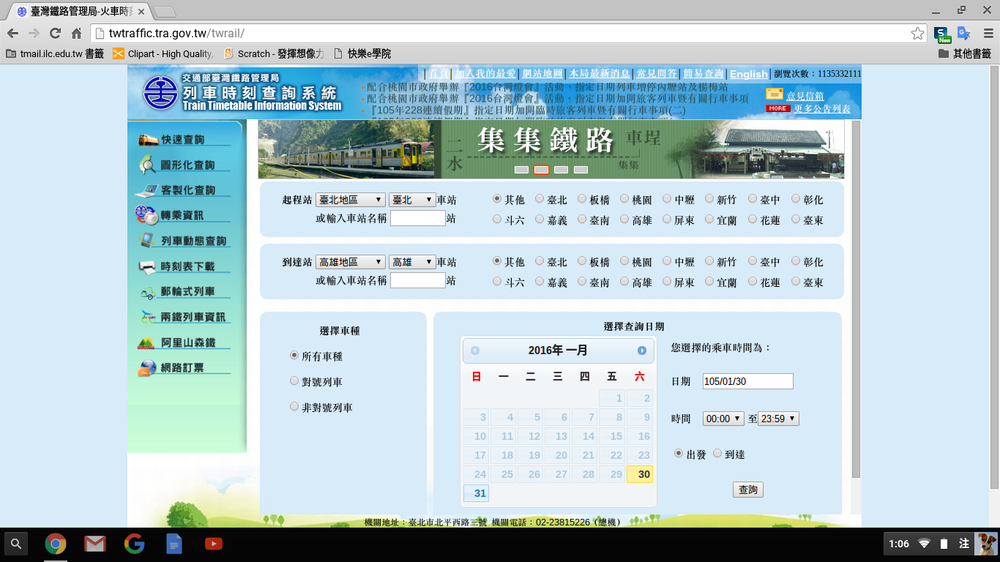 臺灣鐵路管理局-火車時刻
twtraffic.tra.gov.tw/twrail/
tmail.ilc.edu.tw 書籤 Clipart - High Quality, Scratch - 發揮想像力 快樂e學院 其他書籤
交通部臺灣鐵路管理局
列車時刻查詢系統
Train Timetable Information System
| 首頁 | 加入我的最愛 | 網站地圖 | 本局最新消息 | 常見問答 | 簡易查詢 | English | 瀏覽次數：1135332111
配合桃園市政府舉辦『2016台灣燈會』活動，指定日期列車增停內壢站及楊梅站
配合桃園市政府舉辦『2016台灣燈會』活動，指定日期加開旅客列車暨有關行車事項
『105年228連續假期』指定日期加開臨時旅客列車暨有關行車事項(二)
意見信箱
MORE 更多公告列表
快速查詢
圖形化查詢
客製化查詢
轉乘資訊
列車動態查詢
時刻表下載
郵輪式列車
兩鐵列車資訊
阿里山森鐵
網路訂票
二水
集集鐵路
車埕
集集
起程站 臺北地區 臺北 車站 其他 臺北 板橋 桃園 中壢 新竹 臺中 彰化
或輸入車站名稱 站 斗六 嘉義 臺南 高雄 屏東 宜蘭 花蓮 臺東
到達站 高雄地區 高雄 車站 其他 臺北 板橋 桃園 中壢 新竹 臺中 彰化
或輸入車站名稱 站 斗六 嘉義 臺南 高雄 屏東 宜蘭 花蓮 臺東
選擇車種
所有車種
對號列車
非對號列車
選擇查詢日期
2016年 一月
日 一 二 三 四 五 六
1 2
3 4 5 6 7 8 9
10 11 12 13 14 15 16
17 18 19 20 21 22 23
24 25 26 27 28 29 30
31
您選擇的乘車時間為：
日期 105/01/30
時間 00:00 至 23:59
出發 到達
查詢
機關地址：臺北市北平西路三號 機關電話：02-23815226（總機）
1:06 注